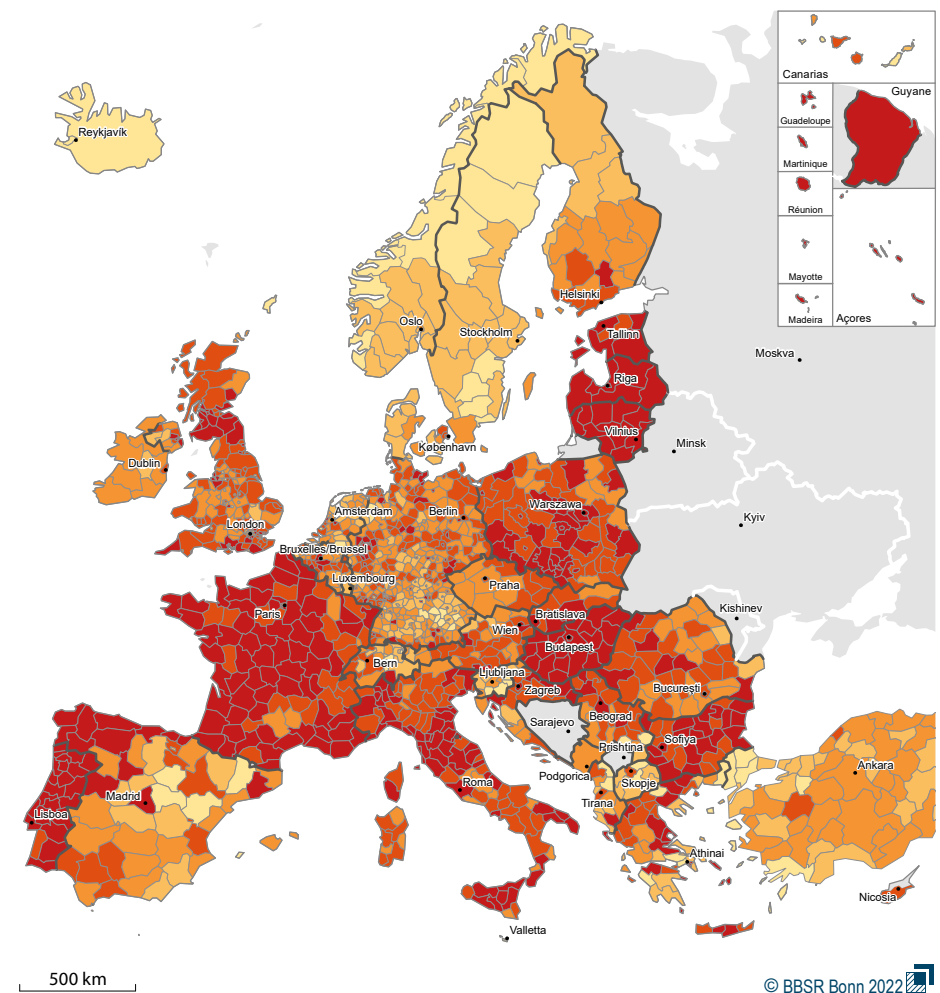 Canarias
Guyane
Guadeloupe
Martinique
Réunion
Mayotte
Madeira
Açores
Reykjavík
Oslo
Stockholm
Helsinki
Tallinn
Riga
Moskva
Vilnius
Minsk
København
Dublin
London
Amsterdam
Berlin
Warszawa
Kyiv
Bruxelles/Brussel
Luxembourg
Praha
Paris
Kishinev
Bratislava
Wien
Budapest
Bern
Ljubljana
Zagreb
Bucureşti
Beograd
Sarajevo
Sofiya
Prishtina
Podgorica
Skopje
Ankara
Roma
Tirana
Madrid
Lisboa
Athinai
Nicosia
Valletta
500 km
© BBSR Bonn 2022